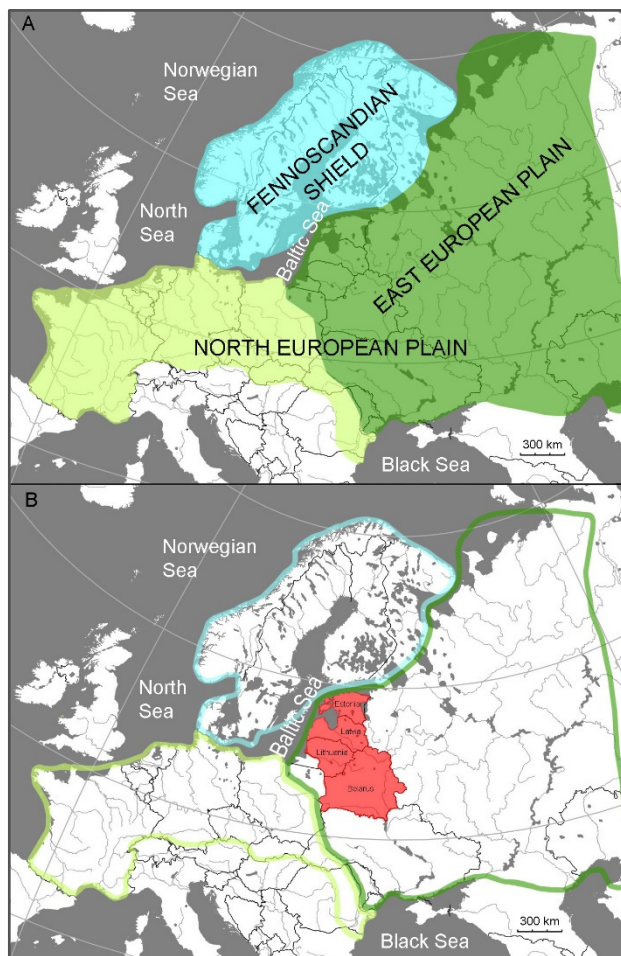 A
Norwegian
Sea
FENNOSCANDIAN
SHIELD
North
Sea
Baltic Sea
EAST EUROPEAN PLAIN
NORTH EUROPEAN PLAIN
300 km
Black Sea
B
Norwegian
Sea
North
Sea
Baltic Sea
Estonia
Latvia
Lithuania
Belarus
300 km
Black Sea